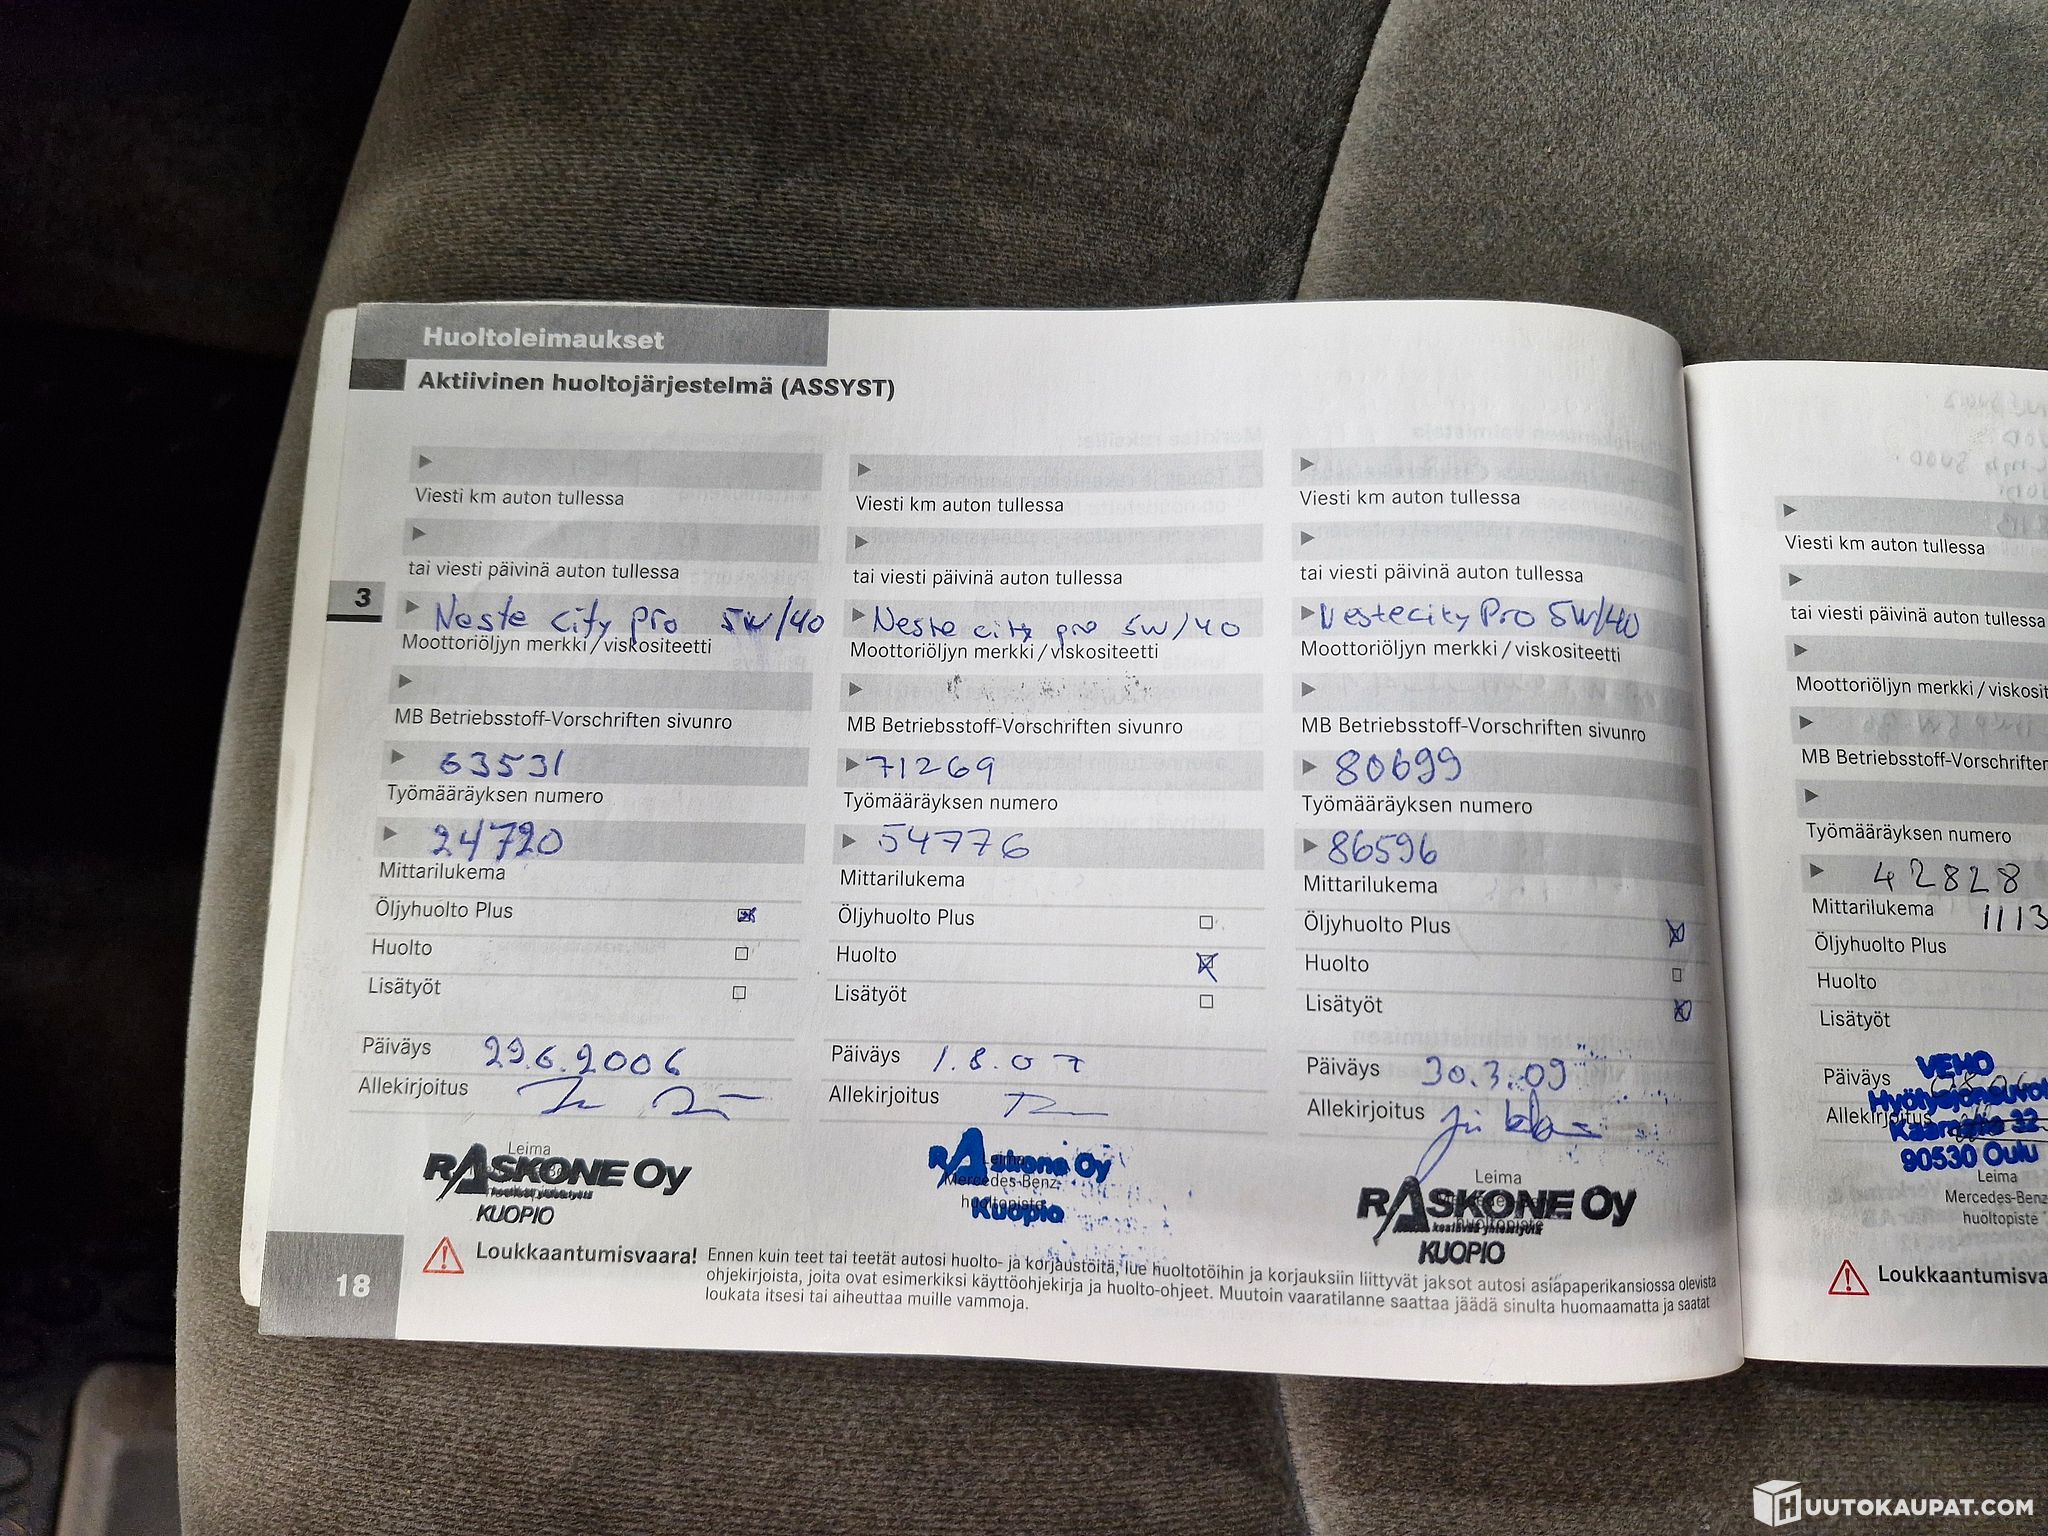 Huoltoleimaukset
Aktiivinen huoltojärjestelmä (ASSYST)
3
Viesti km auton tullessa
tai viesti päivinä auton tullessa
Neste city pro 5W/40
Moottoriöljyn merkki / viskositeetti
MB Betriebsstoff-Vorschriften sivunro
63531
Työmääräyksen numero
24720
Mittarilukema
Öljyhuolto Plus
Huolto
Lisätyöt
Päiväys 29.6.2006
Allekirjoitus
Leima
RASKONE Oy
KUOPIO
Viesti km auton tullessa
tai viesti päivinä auton tullessa
Neste city pro 5W/40
Moottoriöljyn merkki / viskositeetti
MB Betriebsstoff-Vorschriften sivunro
71269
Työmääräyksen numero
54776
Mittarilukema
Öljyhuolto Plus
Huolto
Lisätyöt
Päiväys 1.8.07
Allekirjoitus
Leima
RAskone Oy
Mercedes-Benz
huoltopiste
Kuopio
Viesti km auton tullessa
tai viesti päivinä auton tullessa
Nestecity Pro 5W/40
Moottoriöljyn merkki / viskositeetti
MB Betriebsstoff-Vorschriften sivunro
80699
Työmääräyksen numero
86596
Mittarilukema
Öljyhuolto Plus
Huolto
Lisätyöt
Päiväys 30.3.09
Allekirjoitus
Leima
RASKONE Oy
huoltopiste
KUOPIO
Loukkaantumisvaara! Ennen kuin teet tai teetät autosi huolto- ja korjaustöitä, lue huoltotöihin ja korjauksiin liittyvät jaksot autosi asiapaperikansiossa olevista
ohjekirjoista, joita ovat esimerkiksi käyttöohjekirja ja huolto-ohjeet. Muutoin vaaratilanne saattaa jäädä sinulta huomaamatta ja saatat
loukata itsesi tai aiheuttaa muille vammoja.
18
Viesti km auton tullessa
tai viesti päivinä auton tullessa
Moottoriöljyn merkki / viskosit
MB Betriebsstoff-Vorschriften
Työmääräyksen numero
42828
Mittarilukema 1113
Öljyhuolto Plus
Huolto
Lisätyöt
Päiväys
Allekirjoitus
VEHO
Kaarnatie 32
90530 Oulu
Leima
Mercedes-Benz
huoltopiste
Loukkaantumisva
HUUTOKAUPAT.COM